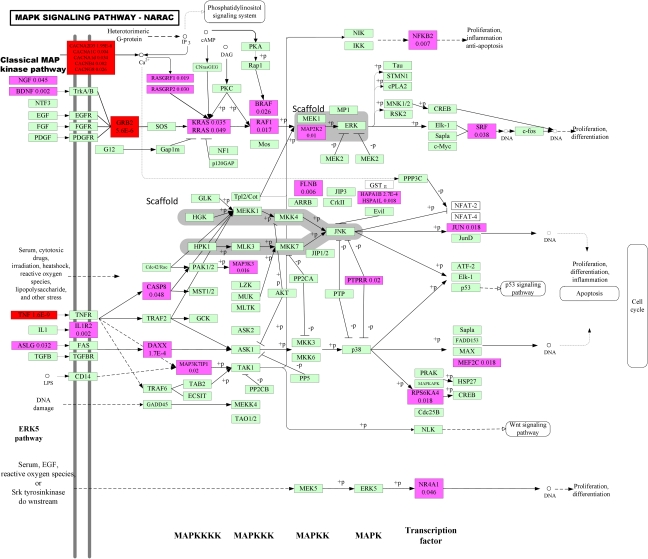 MAPK SIGNALING PATHWAY - NARAC
Phosphatidylinositol
signaling system
Heterotorimeric
G-protein
IP3
cAMP
DAG
Ca2+
CNrasGEF
PKA
Rap1
PKC
NIK
IKK
NFKB2
0.007
Proliferation,
inflammation
anti-apoptosis
Classical MAP
kinase pathway
NGF 0.045
BDNF 0.002
NTF3
EGF
FGF
PDGF
TrkA/B
EGFR
FGFR
PDGFR
GRB2
SOS
G12
Gap1m
RASGRF1 0.019
RASGRP2 0.030
KRAS 0.035
RRAS 0.049
NF1
p120GAP
BRAF
0.026
RAF1
0.017
Mos
+p
Scaffold
MP1
MEK1
MAP2K2
0.03
ERK
MEK2
MEK2
Tau
STMN1
cPLA2
MNK1/2
RSK2
CREB
Elk-1
Sapla
c-Myc
SRF
0.038
DNA
c-fos
DNA
Proliferation,
differentiation
FLNB
0.006
ARRB
JIP3
CrkII
GST π
HSPA1B 2.7E-4
HSPA1L 0.018
Evil
PPP3C
NFAT-2
NFAT-4
JUN 0.018
JunD
DNA
Scaffold
GLK
HGK
Tpl2/Cot
MEKK1
MKK4
HPK1
MLK3
MKK7
JIP1/2
JNK
Cdc42/Rac
PAK1/2
MAP3K5
0.016
LZK
MUK
MLTK
PP2CA
AKT
PTP
PTPRR 0.02
ATF-2
Elk-1
p53
p53 signaling
pathway
Proliferation,
differentiation,
inflammation
Apoptosis
Cell
cycle
Serum, cytotoxic
drugs,
irradiation, heatshock,
reactive oxygen
species,
lipopolysaccharide,
and other stress
CASP8
0.048
MST1/2
TNFR
IL1
IL1R2
0.002
ASLG 0.032
FAS
TGFB
TGFBR
TRAF2
GCK
DAXX
1.7E-4
ASK2
ASK1
MKK3
MKK6
p38
PP5
MAP3K7IP1
0.02
TAK1
PP2CB
LPS
CD14
TRAF6
TAB2
ECSIT
DNA
damage
GADD45
MEKK4
TAO1/2
Sapla
FADD153
MAX
MEF2C 0.018
DNA
PRAK
MAPKAPK
HSP27
RPS6KA4
0.018
CREB
Cdc25B
NLK
Wnt signaling
pathway
ERK5
pathway
Serum, EGF,
reactive oxygen species,
or
Srk tyrosinkase
do wnstream
MEK5
ERK5
NR4A1
0.046
DNA
Proliferation,
differentiation
MAPKKKK
MAPKKK
MAPKK
MAPK
Transcription
factor